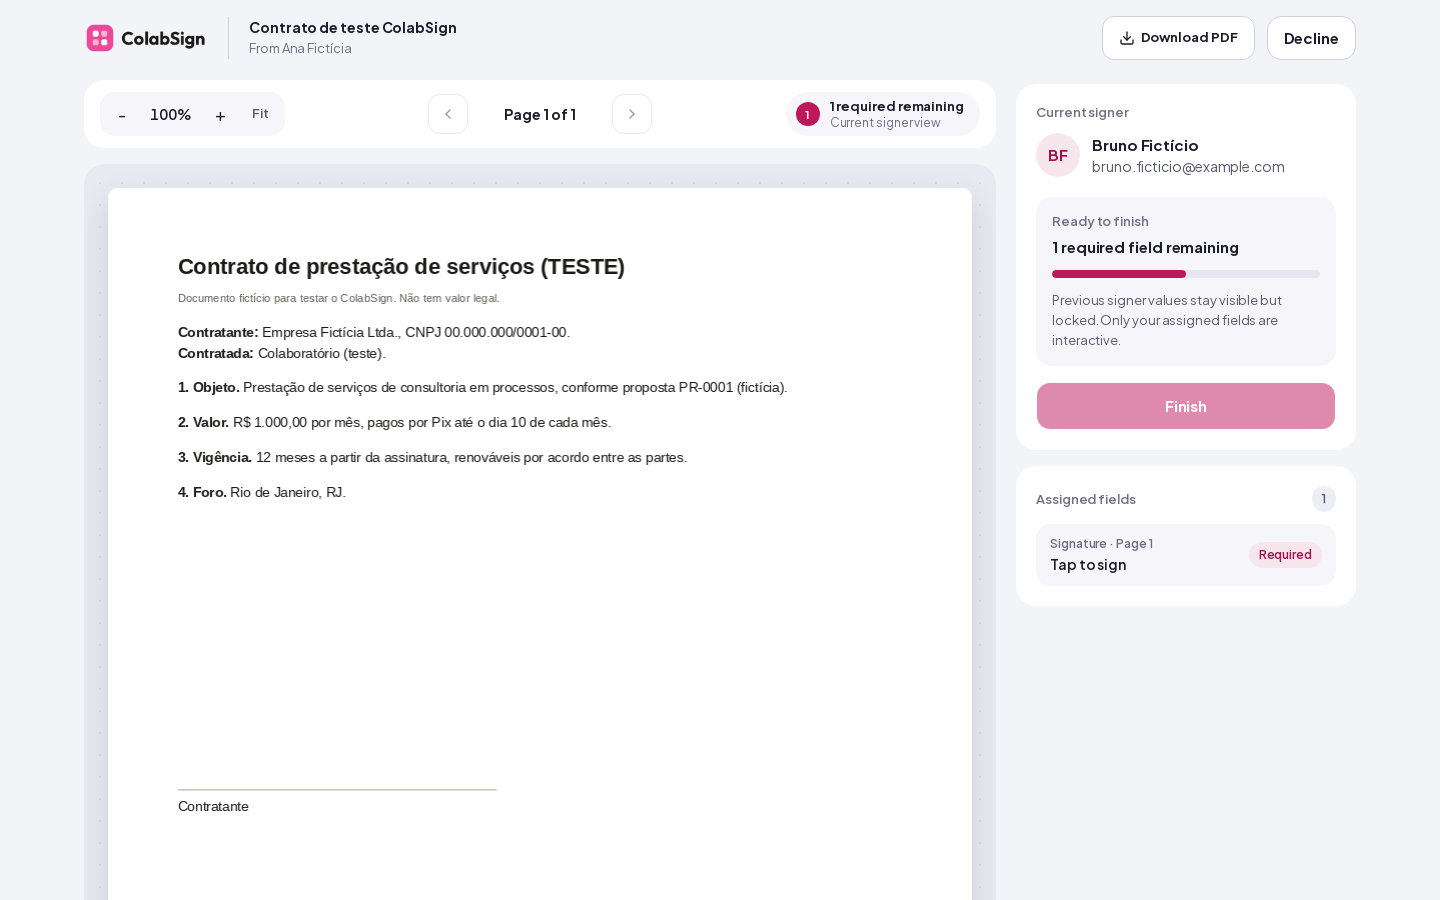 ColabSign
Contrato de teste ColabSign
From Ana Fictícia
Download PDF
Decline
- 100% + Fit
Page 1 of 1
1
1 required remaining
Current signer view
Contrato de prestação de serviços (TESTE)
Documento fictício para testar o ColabSign. Não tem valor legal.
Contratante: Empresa Fictícia Ltda., CNPJ 00.000.000/0001-00.
Contratada: Colaboratório (teste).
1. Objeto. Prestação de serviços de consultoria em processos, conforme proposta PR-0001 (fictícia).
2. Valor. R$ 1.000,00 por mês, pagos por Pix até o dia 10 de cada mês.
3. Vigência. 12 meses a partir da assinatura, renováveis por acordo entre as partes.
4. Foro. Rio de Janeiro, RJ.
Contratante
Current signer
BF
Bruno Fictício
bruno.ficticio@example.com
Ready to finish
1 required field remaining
Previous signer values stay visible but
locked. Only your assigned fields are
interactive.
Finish
Assigned fields
1
Signature · Page 1
Tap to sign
Required